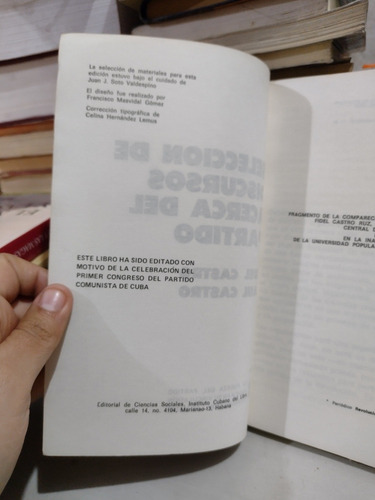 La selección de materiales para esta
edición estuvo bajo el cuidado de
Juan J. Soto Valdespino
El diseño fue realizado por
Francisco Masvidal Gómez
Corrección tipográfica de
Celina Hernández Lemus
ESTE LIBRO HA SIDO EDITADO CON
MOTIVO DE LA CELEBRACIÓN DEL
PRIMER CONGRESO DEL PARTIDO
COMUNISTA DE CUBA
Editorial de Ciencias Sociales, Instituto Cubano del Libro,
calle 14, no. 4104, Marianao-13, Habana
FRAGMENTO DE LA COMPAREC
FIDEL CASTRO RUZ,
CENTRAL D
EN LA INA
DE LA UNIVERSIDAD POPULA
Periódico Revolució